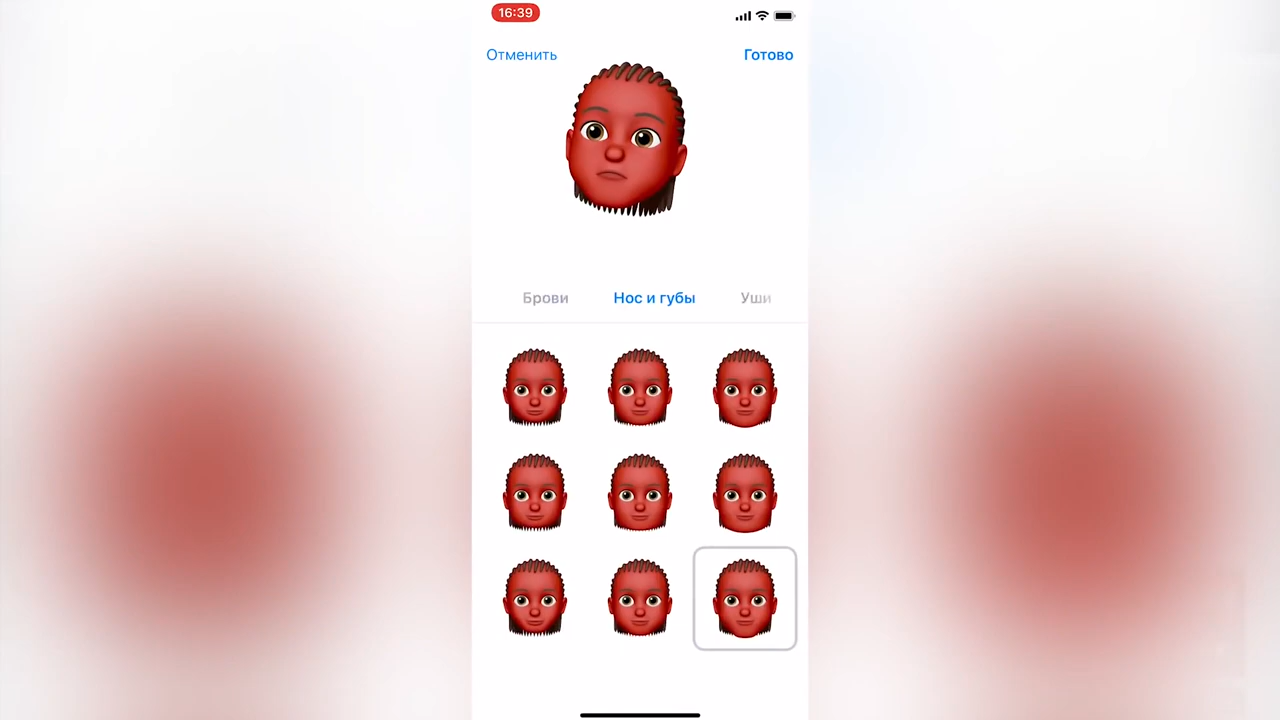 16:39
Отменить
Готово
Брови
Нос и губы
Уши